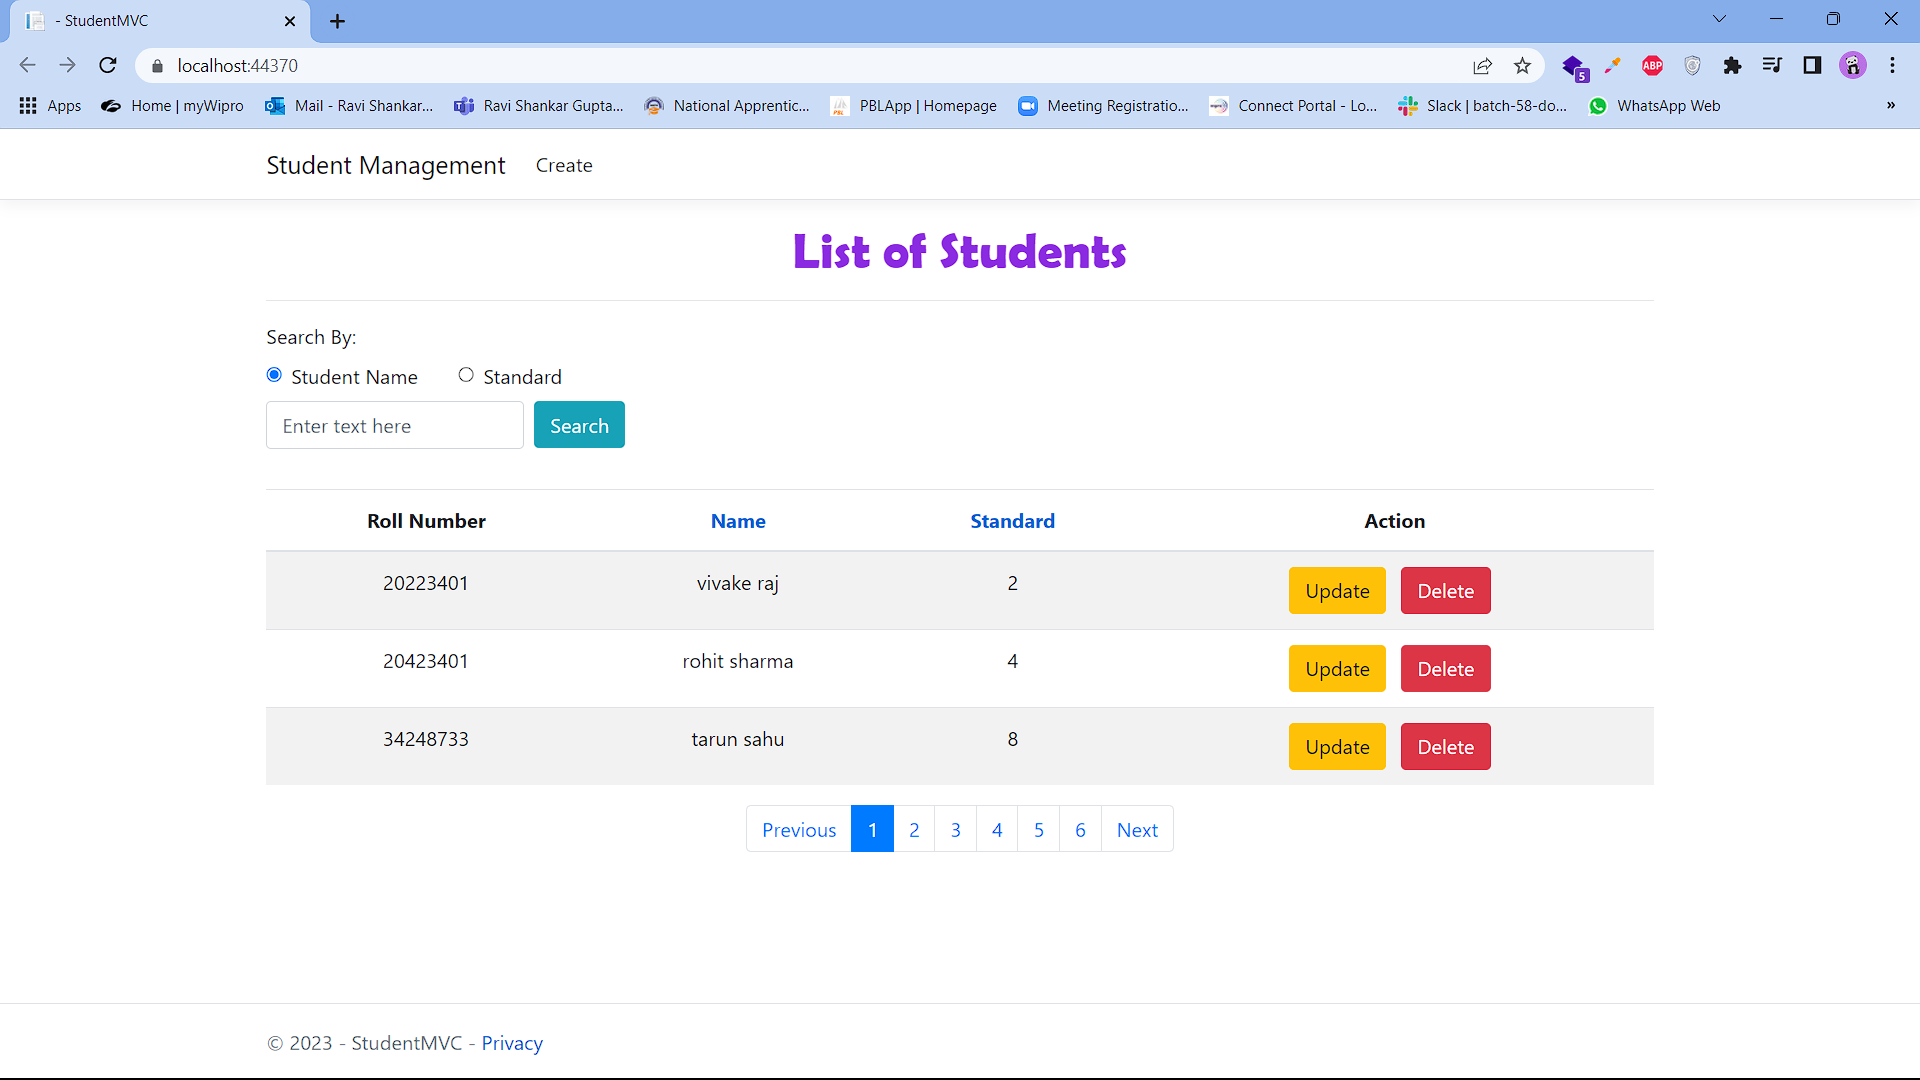 - StudentMVC
localhost:44370
5
ABP
Apps
Home | myWipro
Mail - Ravi Shankar...
Ravi Shankar Gupta...
National Apprentic...
PBLApp | Homepage
Meeting Registratio...
Connect Portal - Lo...
Slack | batch-58-do...
WhatsApp Web
»
Student Management Create
List of Students
Search By:
Student Name Standard
Enter text here Search
Roll Number Name Standard Action
20223401 vivake raj 2 Update Delete
20423401 rohit sharma 4 Update Delete
34248733 tarun sahu 8 Update Delete
Previous 1 2 3 4 5 6 Next
© 2023 - StudentMVC - Privacy